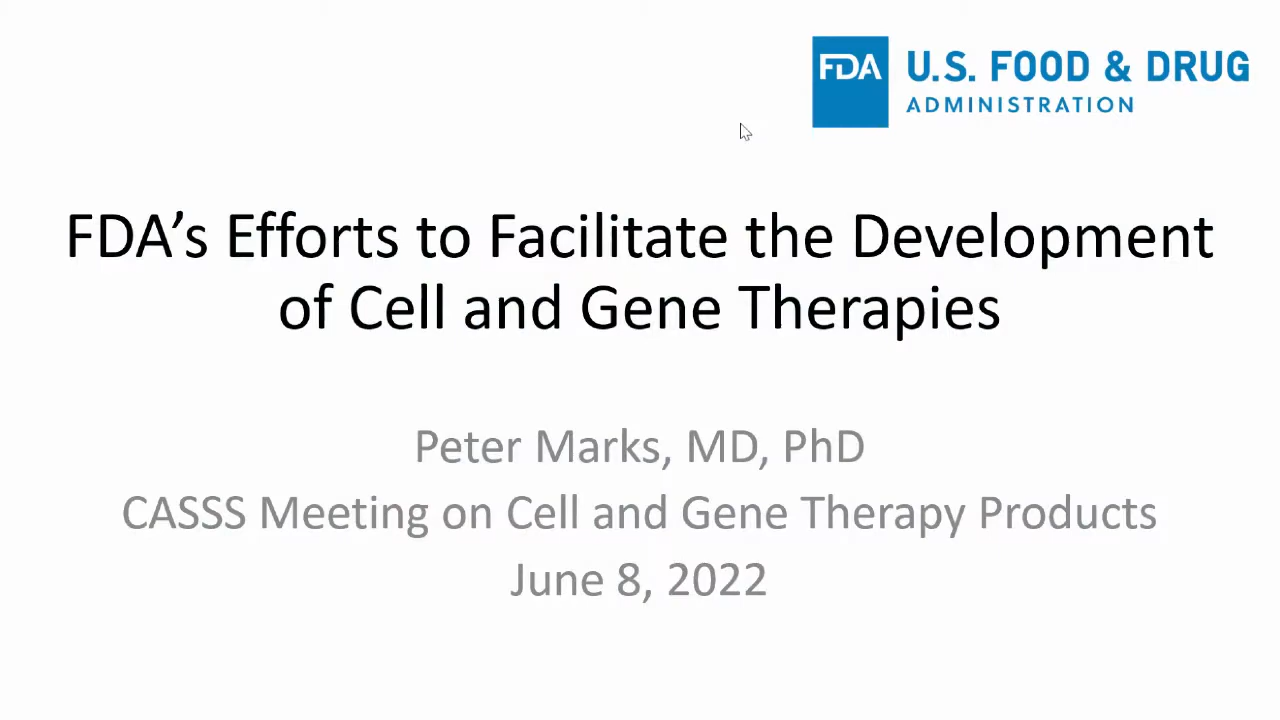 FDA U.S. FOOD & DRUG
ADMINISTRATION
FDA’s Efforts to Facilitate the Development
of Cell and Gene Therapies
Peter Marks, MD, PhD
CASSS Meeting on Cell and Gene Therapy Products
June 8, 2022